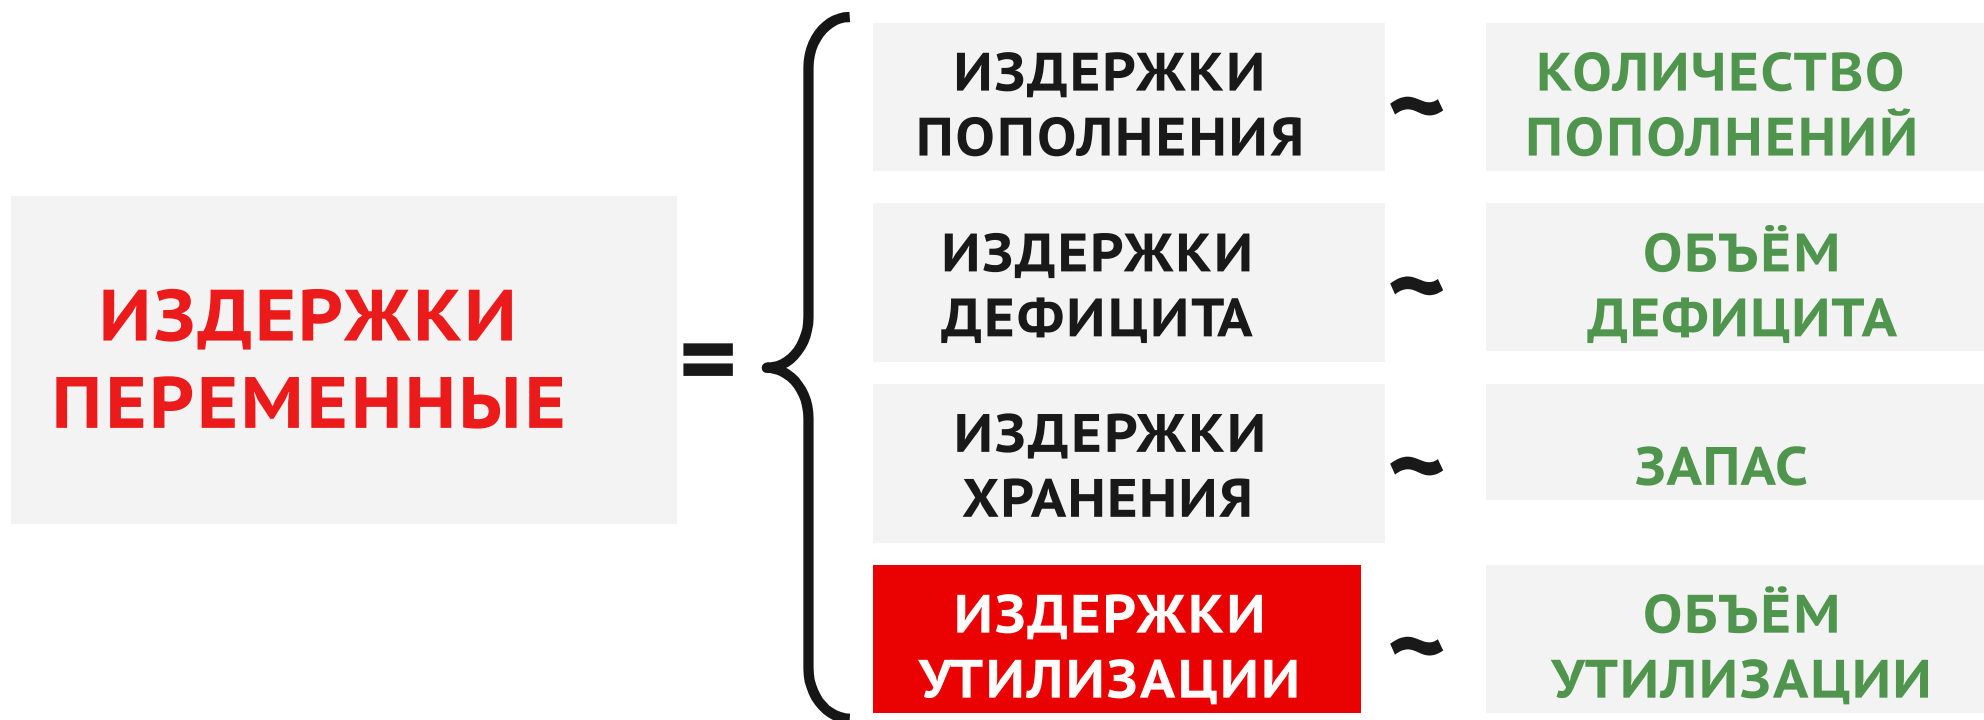 ИЗДЕРЖКИ
ПЕРЕМЕННЫЕ
=
ИЗДЕРЖКИ
ПОПОЛНЕНИЯ
~
КОЛИЧЕСТВО
ПОПОЛНЕНИЙ
ИЗДЕРЖКИ
ДЕФИЦИТА
~
ОБЪЁМ
ДЕФИЦИТА
ИЗДЕРЖКИ
ХРАНЕНИЯ
~
ЗАПАС
ИЗДЕРЖКИ
УТИЛИЗАЦИИ
~
ОБЪЁМ
УТИЛИЗАЦИИ